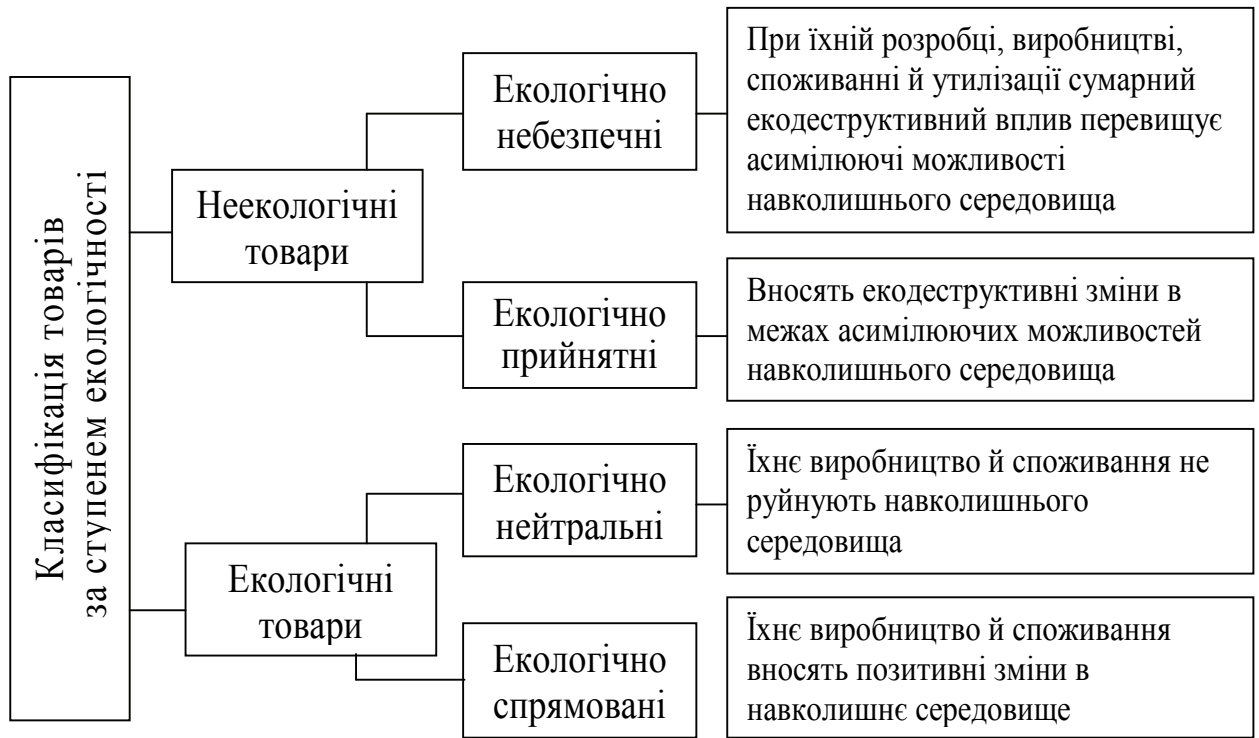 Класифікація товарів
за ступенем екологічності
Неекологічні
товари
Екологічно
небезпечні
При їхній розробці, виробництві,
споживанні й утилізації сумарний
екодеструктивний вплив перевищує
асимілюючі можливості
навколишнього середовища
Екологічно
прийнятні
Вносять екодеструктивні зміни в
межах асимілюючих можливостей
навколишнього середовища
Екологічні
товари
Екологічно
нейтральні
Їхнє виробництво й споживання не
руйнують навколишнього
середовища
Екологічно
спрямовані
Їхнє виробництво й споживання
вносять позитивні зміни в
навколишнє середовище